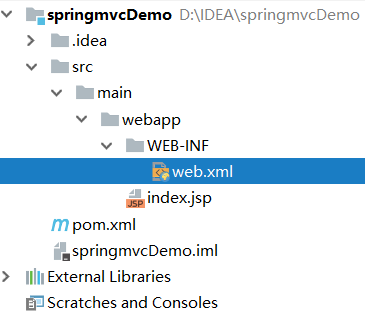 springmvcDemo D:\IDEA\springmvcDemo
.idea
src
main
webapp
WEB-INF
web.xml
JSP index.jsp
m pom.xml
springmvcDemo.iml
External Libraries
Scratches and Consoles